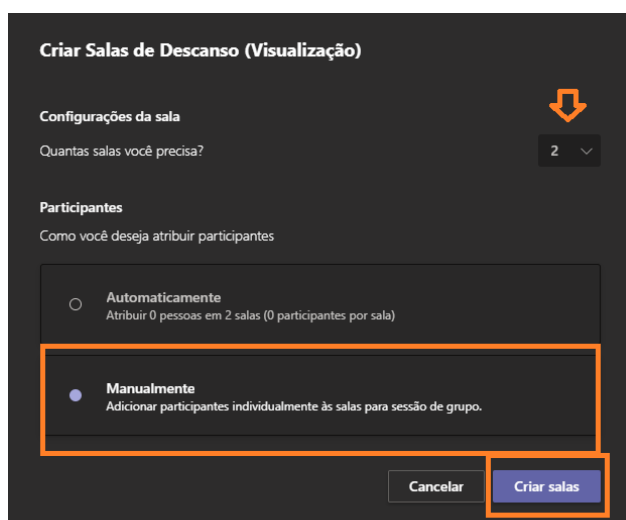 Criar Salas de Descanso (Visualização)
Configurações da sala
Quantas salas você precisa?
2
Participantes
Como você deseja atribuir participantes
Automaticamente
Atribuir 0 pessoas em 2 salas (0 participantes por sala)
Manualmente
Adicionar participantes individualmente às salas para sessão de grupo.
Cancelar
Criar salas